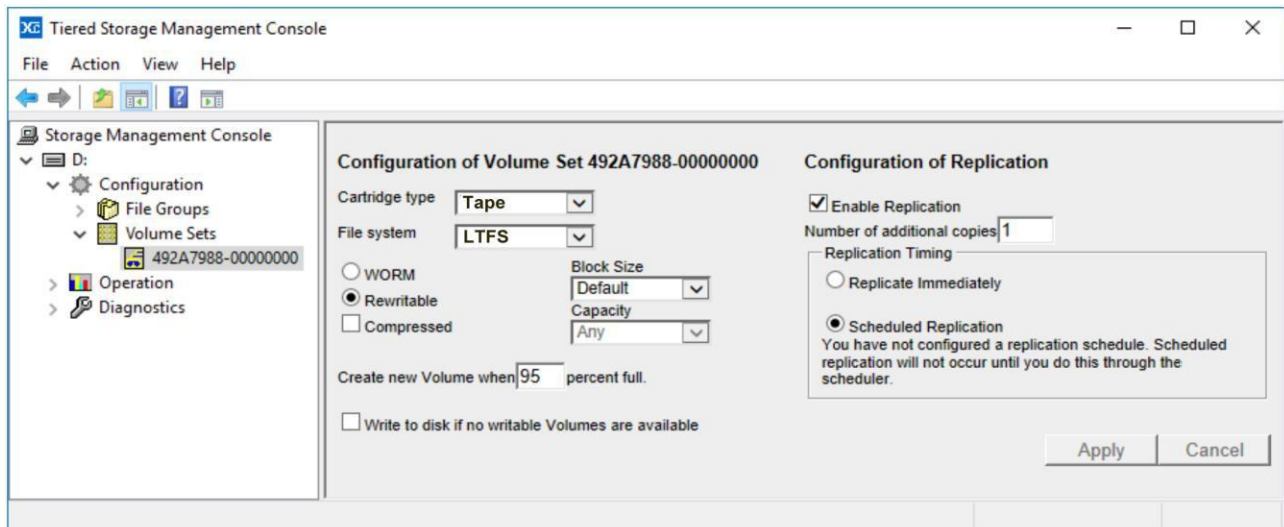 XC Tiered Storage Management Console
File Action View Help
Storage Management Console
D:
Configuration
File Groups
Volume Sets
492A7988-00000000
Operation
Diagnostics
Configuration of Volume Set 492A7988-00000000
Cartridge type Tape
File system LTFS
WORM
Rewritable
Compressed
Block Size
Default
Capacity
Any
Create new Volume when 95 percent full.
Write to disk if no writable Volumes are available
Configuration of Replication
Enable Replication
Number of additional copies 1
Replication Timing
Replicate Immediately
Scheduled Replication
You have not configured a replication schedule. Scheduled
replication will not occur until you do this through the
scheduler.
Apply Cancel